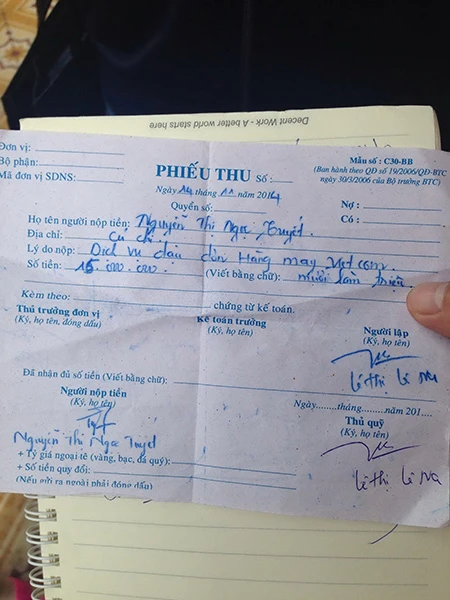 Decent Work - A better world starts here
Đơn vị:
Bộ phận:
Mã đơn vị SDNS:
PHIẾU THU Số :
Mẫu số : C30-BB
(Ban hành theo QĐ số 19/2006/QĐ-BTC
ngày 30/3/2006 của Bộ trưởng BTC)
Ngày 14 tháng 11 năm 2014
Quyển số:
Nợ :
Có :
Họ tên người nộp tiền: Nguyễn Thị Ngọc Tuyết
Địa chỉ: Củ chi
Lý do nộp: Dịch vụ dẫn Hàng may Việt com
Số tiền: 15.000.000 (Viết bằng chữ): mười lăm triệu
Kèm theo: chứng từ kế toán.
Thủ trưởng đơn vị Kế toán trưởng Người lập
(Ký, họ tên, đóng dấu) (Ký, họ tên) (Ký, họ tên)
Lê Thị Lê Na
Đã nhận đủ số tiền (Viết bằng chữ):
Người nộp tiền Ngày........tháng........năm 201....
(Ký, họ tên) Thủ quỹ
(Ký, họ tên)
Nguyễn Thị Ngọc Tuyết
+ Tỷ giá ngoại tệ (vàng, bạc, đá quý):
Lê Thị Lê Na
+ Số tiền quy đổi:
(Nếu gửi ra ngoài phải đóng dấu)